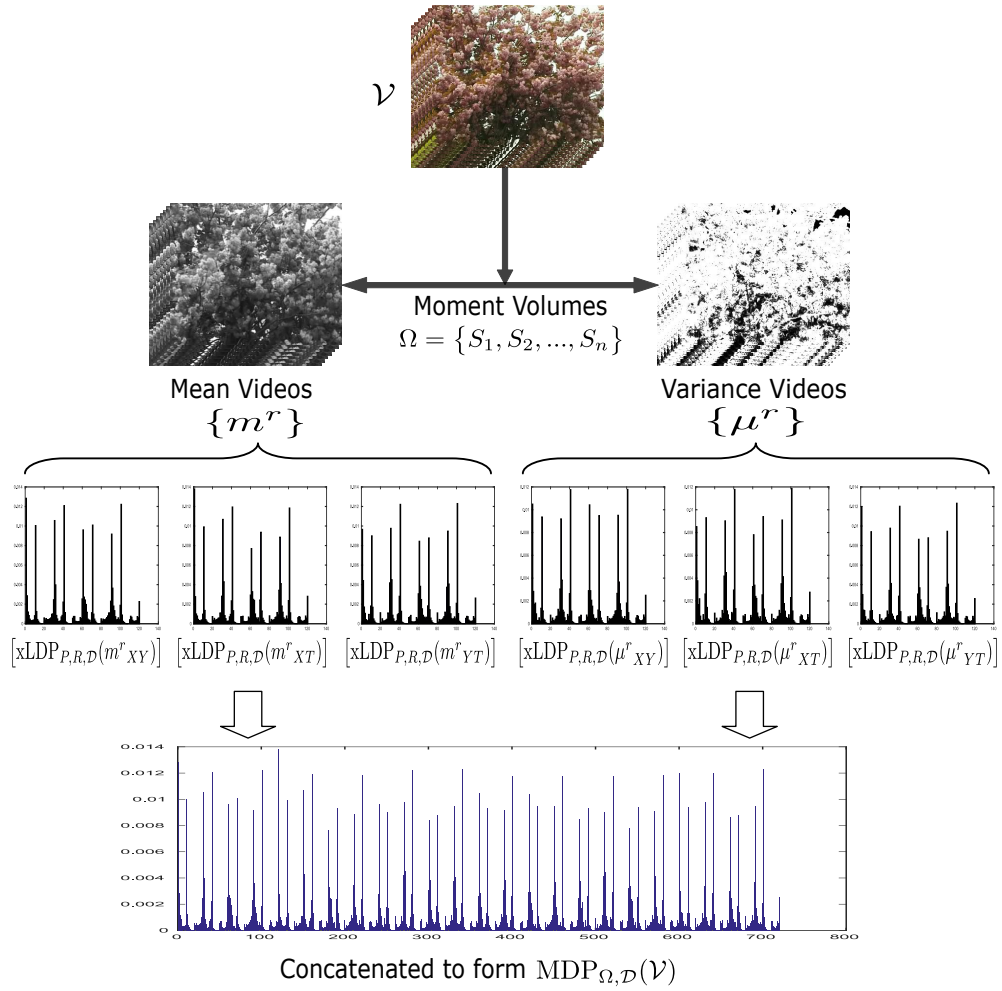 𝒱
Moment Volumes
Ω = {S₁, S₂, ..., Sₙ}
Mean Videos
{mʳ}
Variance Videos
{μʳ}
[xLDP_{P,R,𝒟}(mʳ_{XY})]
[xLDP_{P,R,𝒟}(mʳ_{XT})]
[xLDP_{P,R,𝒟}(mʳ_{YT})]
[xLDP_{P,R,𝒟}(μʳ_{XY})]
[xLDP_{P,R,𝒟}(μʳ_{XT})]
[xLDP_{P,R,𝒟}(μʳ_{YT})]
0.014
0.012
0.01
0.008
0.006
0.004
0.002
0
0 100 200 300 400 500 600 700 800
Concatenated to form MDP_{Ω,𝒟}(𝒱)